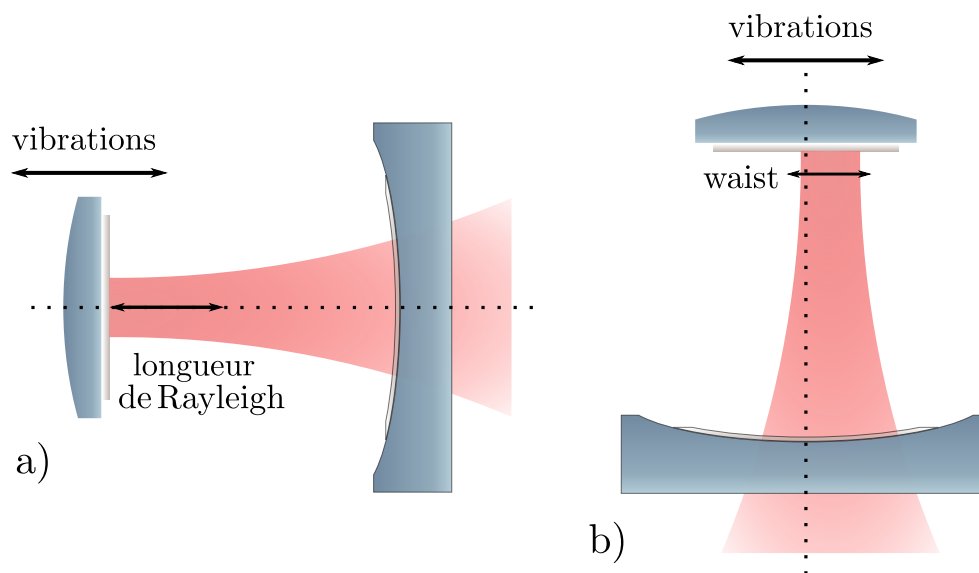 vibrations
longueur
de Rayleigh
a)
vibrations
waist
b)